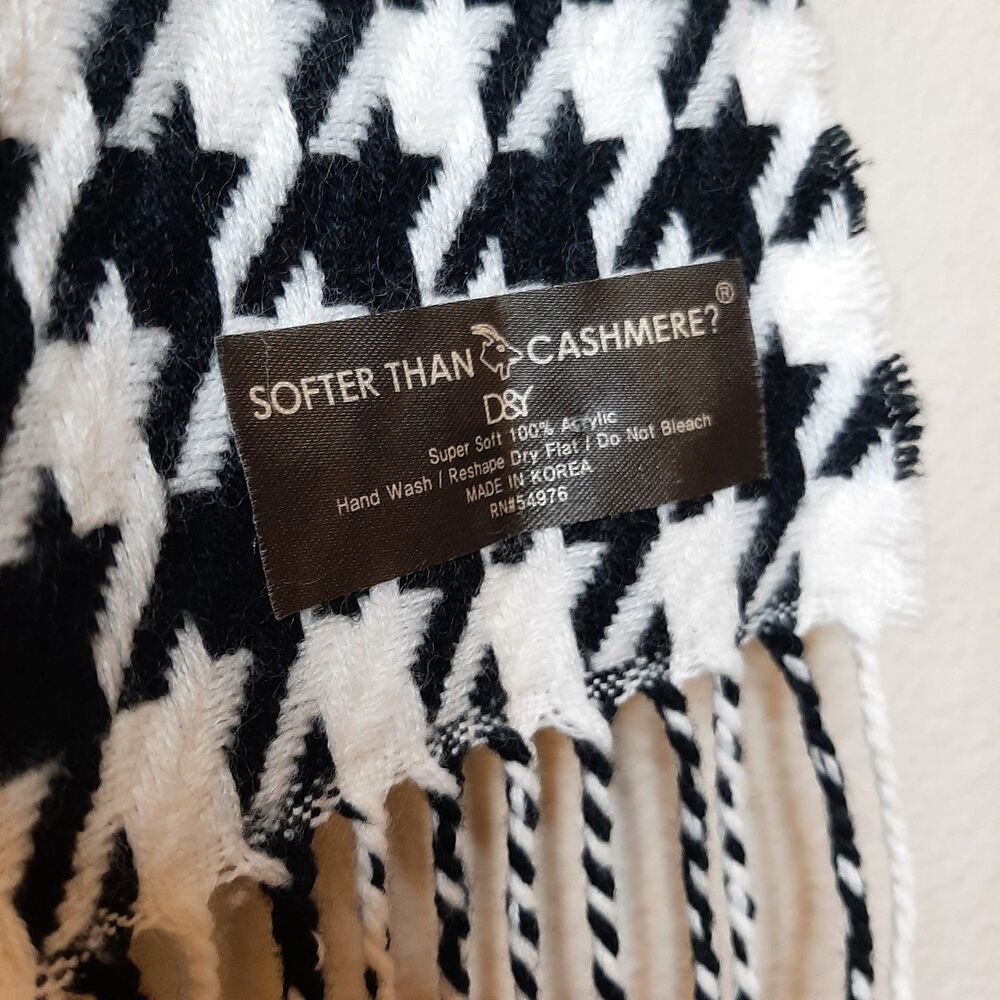 SOFTER THAN CASHMERE?®
D&Y
Super Soft 100% Acrylic
Hand Wash / Reshape Dry Flat / Do Not Bleach
MADE IN KOREA
RN#54976